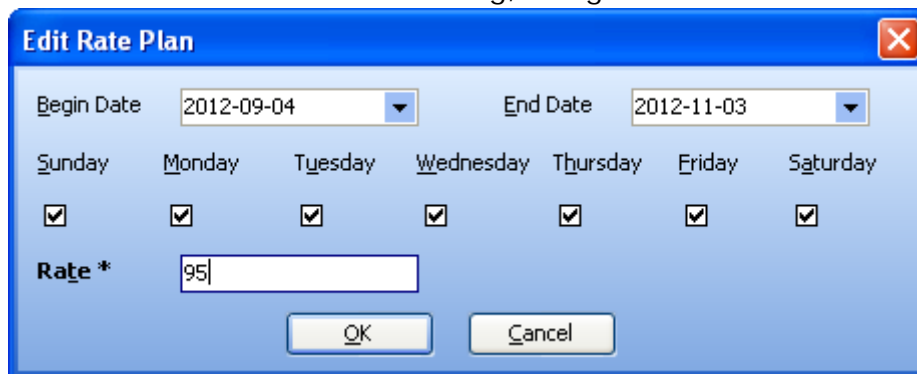 Edit Rate Plan
Begin Date 2012-09-04 End Date 2012-11-03
Sunday Monday Tuesday Wednesday Thursday Friday Saturday
Rate * 95
OK Cancel